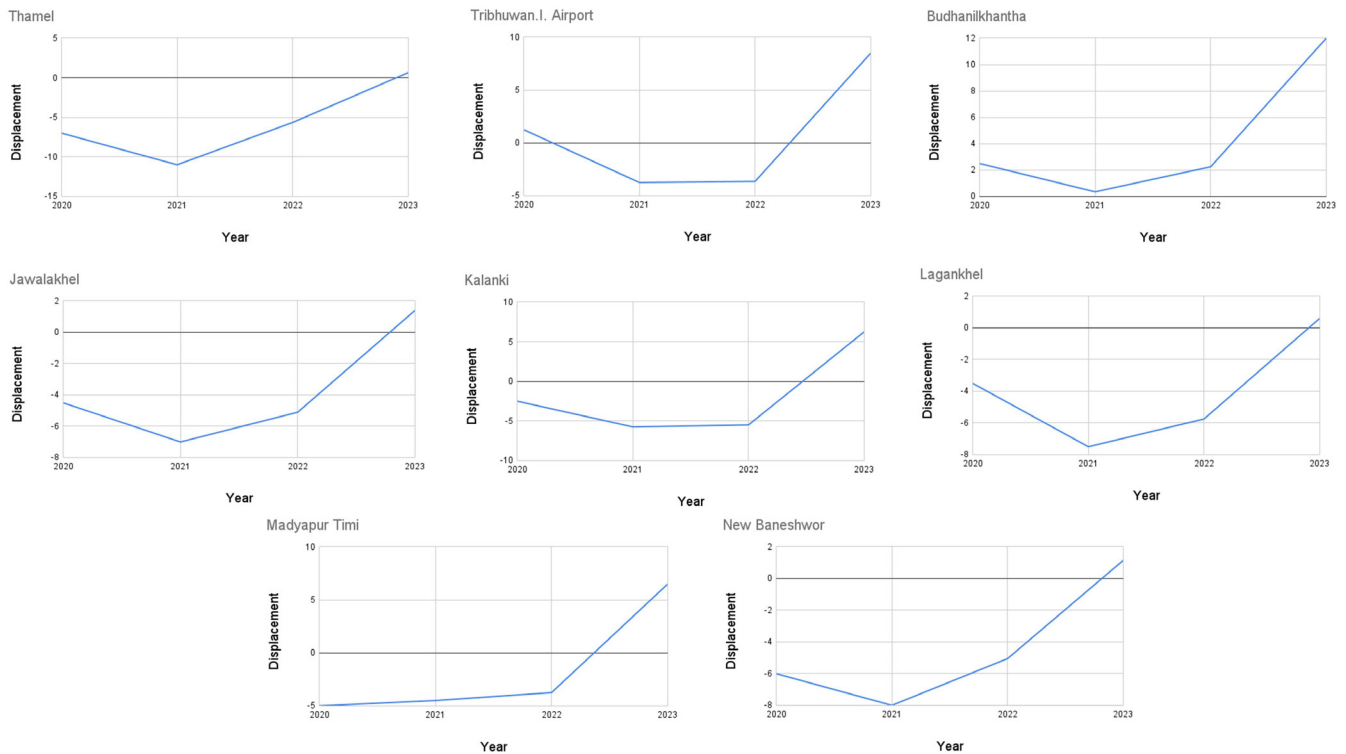 Thamel
5
0
-5
-10
-15
Displacement
2020 2021 2022 2023
Year
Tribhuwan.I. Airport
10
5
0
-5
Displacement
2020 2021 2022 2023
Year
Budhanilkhantha
12
10
8
6
4
2
0
Displacement
2020 2021 2022 2023
Year
Jawalakhel
2
0
-2
-4
-6
-8
Displacement
2020 2021 2022 2023
Year
Kalanki
10
5
0
-5
-10
Displacement
2020 2021 2022 2023
Year
Lagankhel
2
0
-2
-4
-6
-8
Displacement
2020 2021 2022 2023
Year
Madyapur Timi
10
5
0
-5
Displacement
2020 2021 2022 2023
Year
New Baneshwor
2
0
-2
-4
-6
-8
Displacement
2020 2021 2022 2023
Year